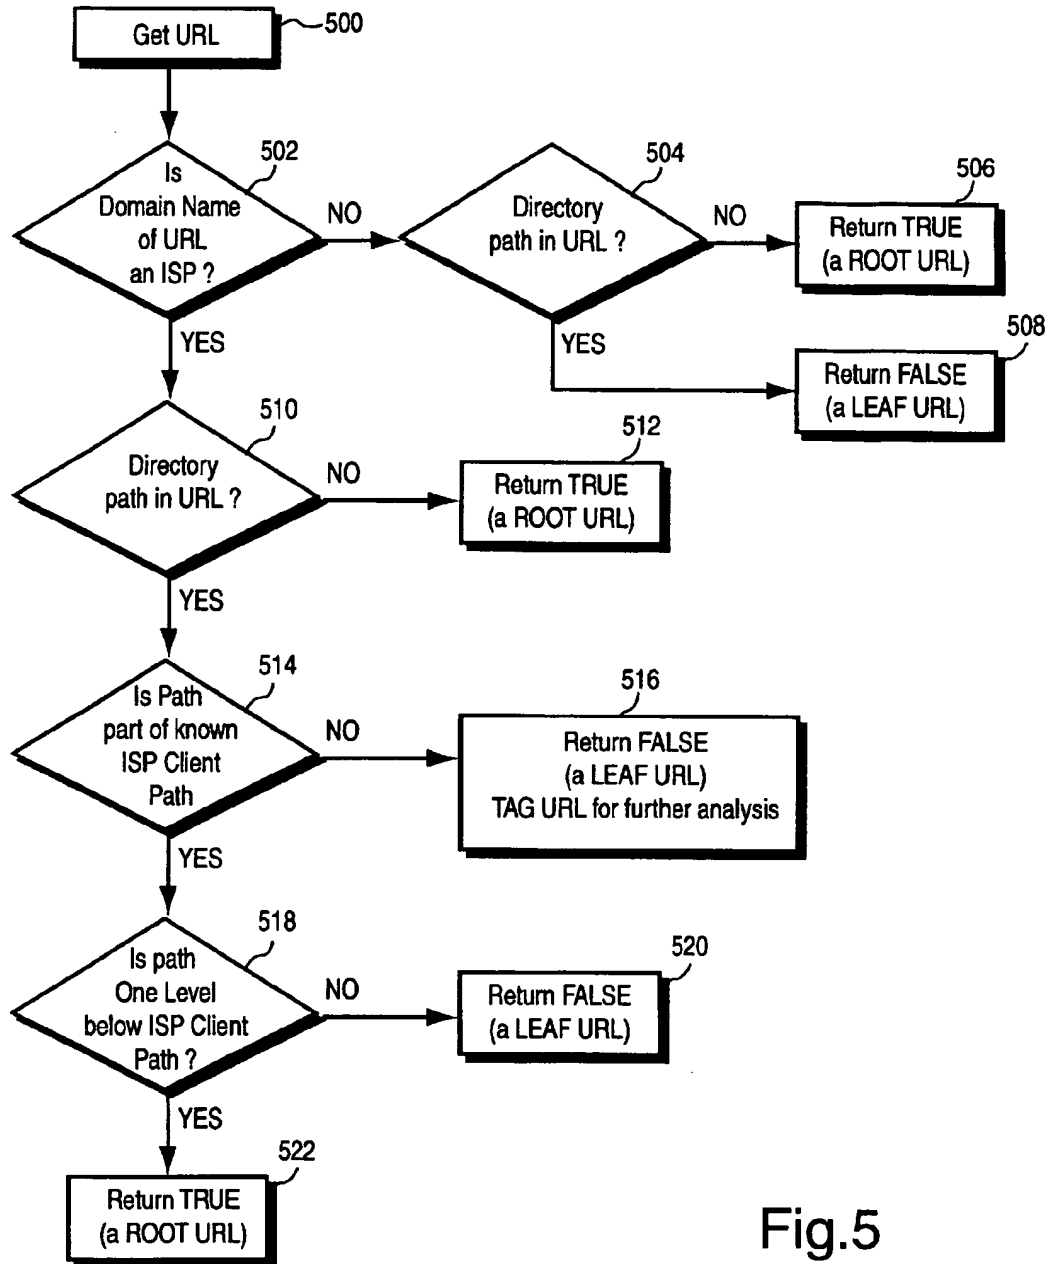 Get URL
500
Is
Domain Name
of URL
an ISP ?
502
NO
YES
Directory
path in URL ?
504
NO
YES
Return TRUE
(a ROOT URL)
506
Return FALSE
(a LEAF URL)
508
Directory
path in URL ?
510
NO
YES
Return TRUE
(a ROOT URL)
512
Is Path
part of known
ISP Client
Path
514
NO
YES
Return FALSE
(a LEAF URL)
TAG URL for further analysis
516
Is path
One Level
below ISP Client
Path ?
518
NO
YES
Return FALSE
(a LEAF URL)
520
Return TRUE
(a ROOT URL)
522
Fig.5